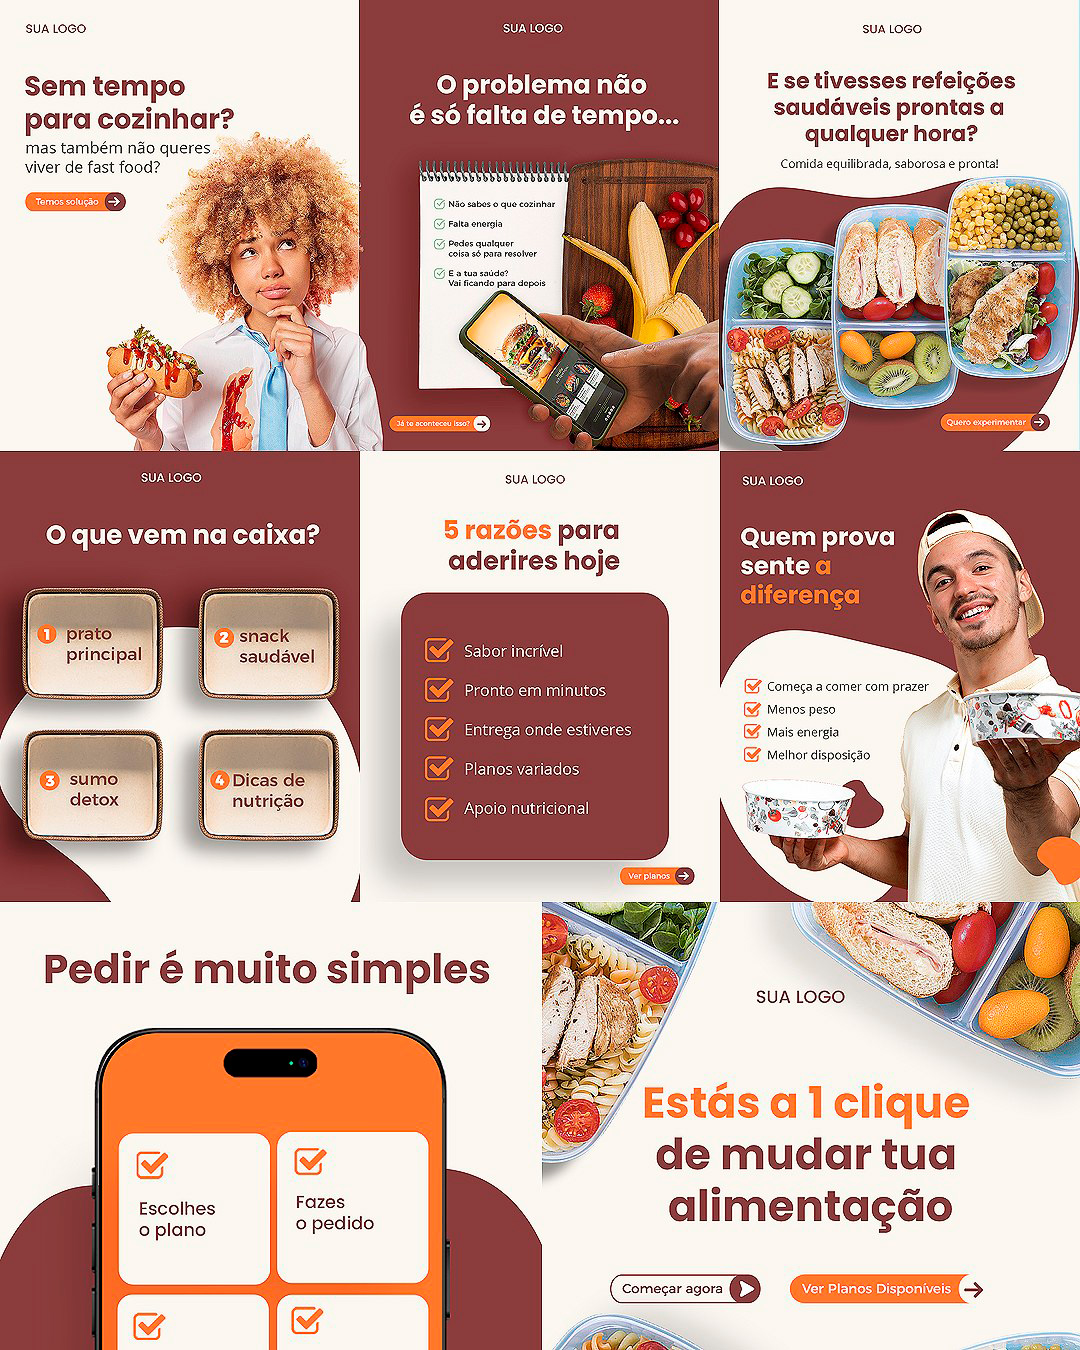 SUA LOGO
Sem tempo
para cozinhar?
mas também não queres
viver de fast food?
Temos solução
SUA LOGO
O problema não
é só falta de tempo...
Não sabes o que cozinhar
Falta energia
Pedes qualquer
coisa só para resolver
E a tua saúde?
Vai ficando para depois
Já te aconteceu isso?
SUA LOGO
E se tivesses refeições
saudáveis prontas a
qualquer hora?
Comida equilibrada, saborosa e pronta!
Quero experimentar
SUA LOGO
O que vem na caixa?
1 prato
principal
2 snack
saudável
3 sumo
detox
4 Dicas de
nutrição
SUA LOGO
5 razões para
aderires hoje
Sabor incrível
Pronto em minutos
Entrega onde estiveres
Planos variados
Apoio nutricional
Ver planos
SUA LOGO
Quem prova
sente a
diferença
Começa a comer com prazer
Menos peso
Mais energia
Melhor disposição
Pedir é muito simples
Escolhes
o plano
Fazes
o pedido
SUA LOGO
Estás a 1 clique
de mudar tua
alimentação
Começar agora
Ver Planos Disponíveis